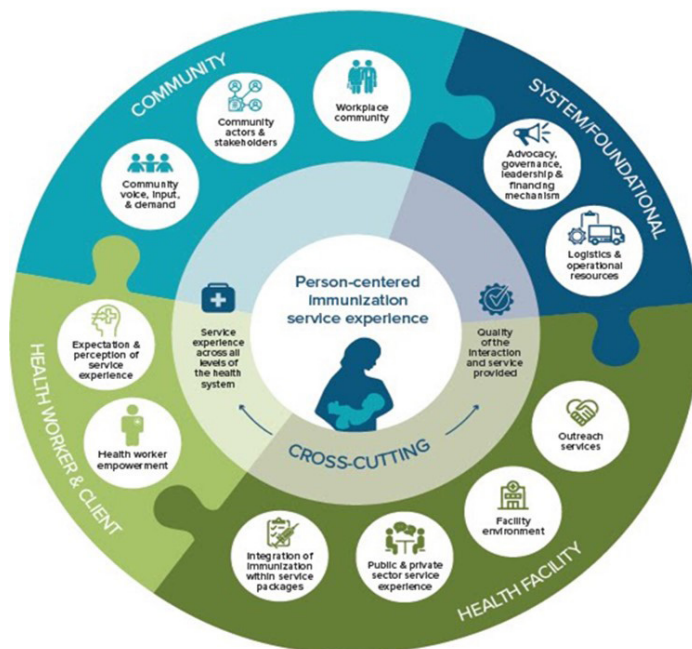 COMMUNITY
Community
voice, input,
& demand
Community
actors &
stakeholders
Workplace
community
SYSTEM/FOUNDATIONAL
Advocacy,
governance,
leadership &
financing
mechanism
Logistics &
operational
resources
HEALTH WORKER & CLIENT
Expectation &
perception of
service
experience
Health worker
empowerment
HEALTH FACILITY
Outreach
services
Facility
environment
Public & private
sector service
experience
Integration of
immunization
within service
packages
Person-centered
immunization
service experience
Service
experience
across all
levels of
the health
system
Quality
of the
interaction
and service
provided
CROSS-CUTTING